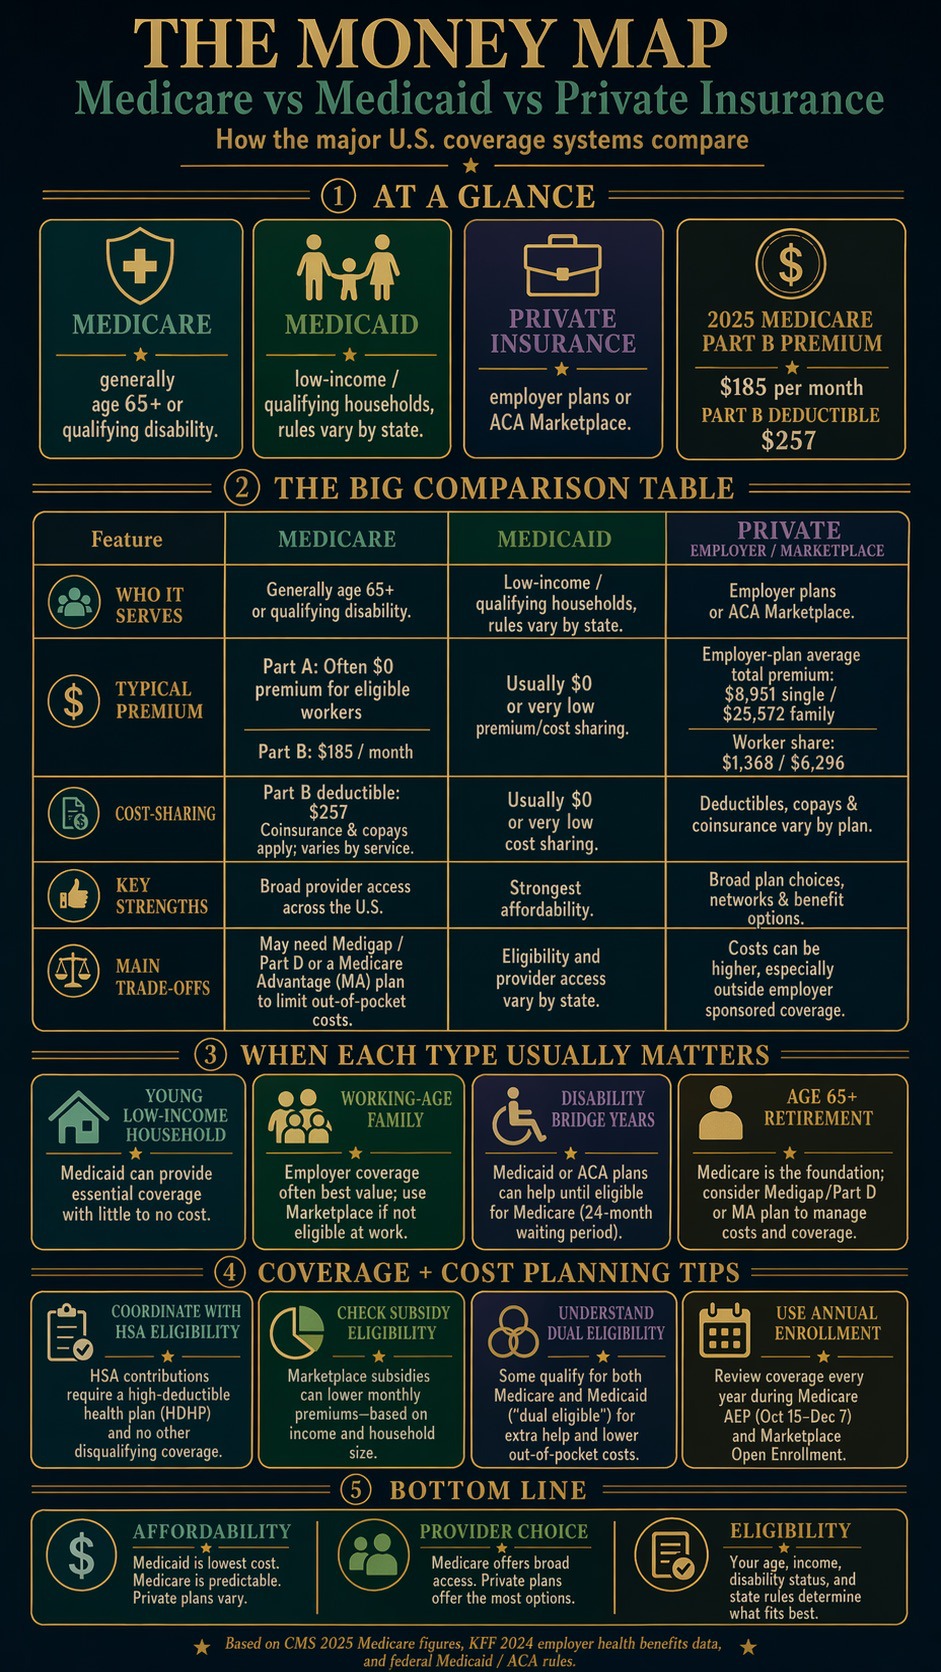 THE MONEY MAP
Medicare vs Medicaid vs Private Insurance
How the major U.S. coverage systems compare
1 AT A GLANCE
MEDICARE
generally
age 65+ or
qualifying disability.
MEDICAID
low-income /
qualifying households,
rules vary by state.
PRIVATE
INSURANCE
employer plans or
ACA Marketplace.
$
2025 MEDICARE
PART B PREMIUM
$185 per month
PART B DEDUCTIBLE
$257
2 THE BIG COMPARISON TABLE
Feature
MEDICARE
MEDICAID
PRIVATE
EMPLOYER / MARKETPLACE
WHO IT
SERVES
Generally age 65+
or qualifying disability.
Low-income /
qualifying households,
rules vary by state.
Employer plans
or ACA Marketplace.
$
TYPICAL
PREMIUM
Part A: Often $0
premium for eligible
workers
Part B: $185 / month
Usually $0
or very low
premium/cost sharing.
Employer-plan average
total premium:
$8,951 single /
$25,572 family
Worker share:
$1,368 / $6,296
$
COST-SHARING
Part B deductible:
$257
Coinsurance & copays
apply; varies by service.
Usually $0
or very low
cost sharing.
Deductibles, copays &
coinsurance vary by plan.
KEY
STRENGTHS
Broad provider access
across the U.S.
Strongest
affordability.
Broad plan choices,
networks & benefit
options.
MAIN
TRADE-OFFS
May need Medigap /
Part D or a Medicare
Advantage (MA) plan
to limit out-of-pocket
costs.
Eligibility and
provider access
vary by state.
Costs can be
higher, especially
outside employer
sponsored coverage.
3 WHEN EACH TYPE USUALLY MATTERS
YOUNG
LOW-INCOME
HOUSEHOLD
Medicaid can provide
essential coverage
with little to no cost.
WORKING-AGE
FAMILY
Employer coverage
often best value; use
Marketplace if not
eligible at work.
DISABILITY
BRIDGE YEARS
Medicaid or ACA plans
can help until eligible
for Medicare (24-month
waiting period).
AGE 65+
RETIREMENT
Medicare is the foundation;
consider Medigap/Part D
or MA plan to manage
costs and coverage.
4 COVERAGE + COST PLANNING TIPS
COORDINATE WITH
HSA ELIGIBILITY
HSA contributions
require a high-deductible
health plan (HDHP)
and no other
disqualifying coverage.
CHECK SUBSIDY
ELIGIBILITY
Marketplace subsidies
can lower monthly
premiums—based on
income and household
size.
UNDERSTAND
DUAL ELIGIBILITY
Some qualify for both
Medicare and Medicaid
("dual eligible") for
extra help and lower
out-of-pocket costs.
USE ANNUAL
ENROLLMENT
Review coverage every
year during Medicare
AEP (Oct 15–Dec 7)
and Marketplace
Open Enrollment.
5 BOTTOM LINE
$
AFFORDABILITY
Medicaid is lowest cost.
Medicare is predictable.
Private plans vary.
PROVIDER CHOICE
Medicare offers broad
access. Private plans
offer the most options.
ELIGIBILITY
Your age, income,
disability status, and
state rules determine
what fits best.
Based on CMS 2025 Medicare figures, KFF 2024 employer health benefits data,
and federal Medicaid / ACA rules.